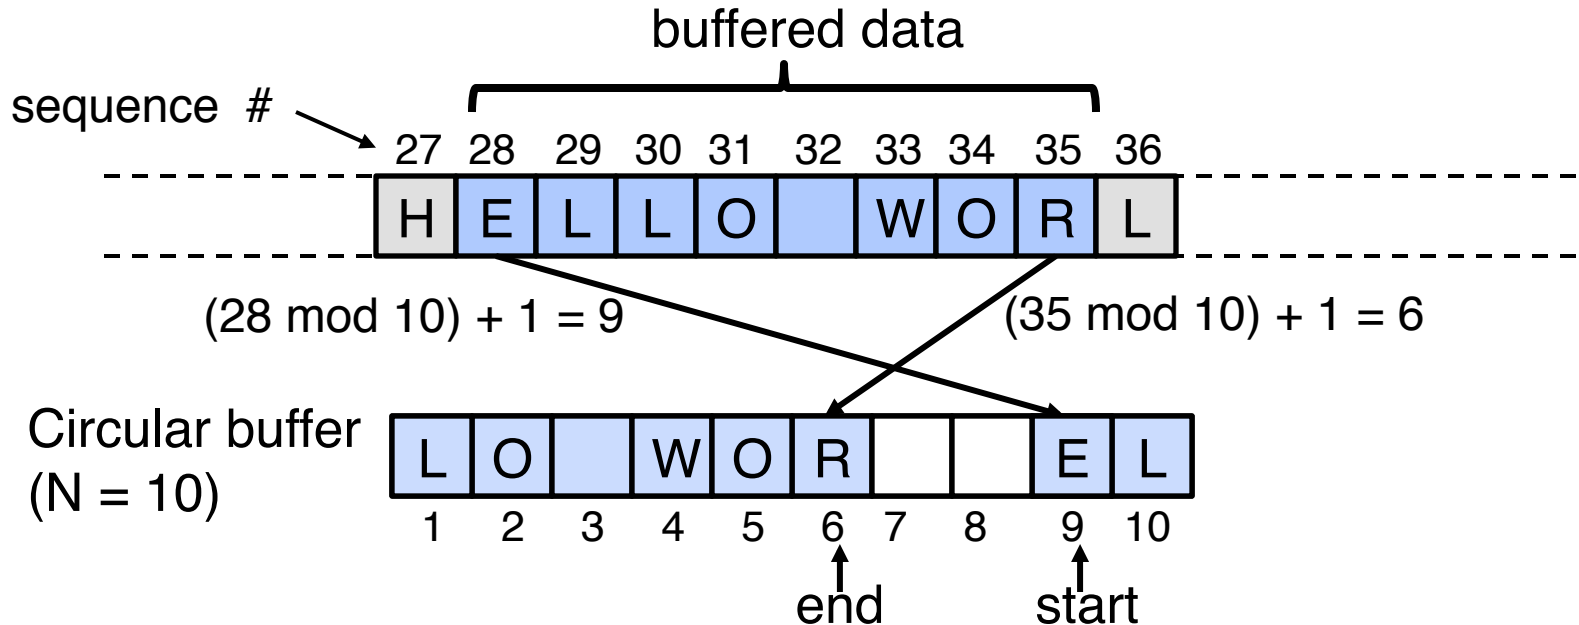 buffered data
sequence #
27 28 29 30 31 32 33 34 35 36
H E L L O W O R L
(28 mod 10) + 1 = 9
(35 mod 10) + 1 = 6
Circular buffer
(N = 10)
L O W O R E L
1 2 3 4 5 6 7 8 9 10
end start